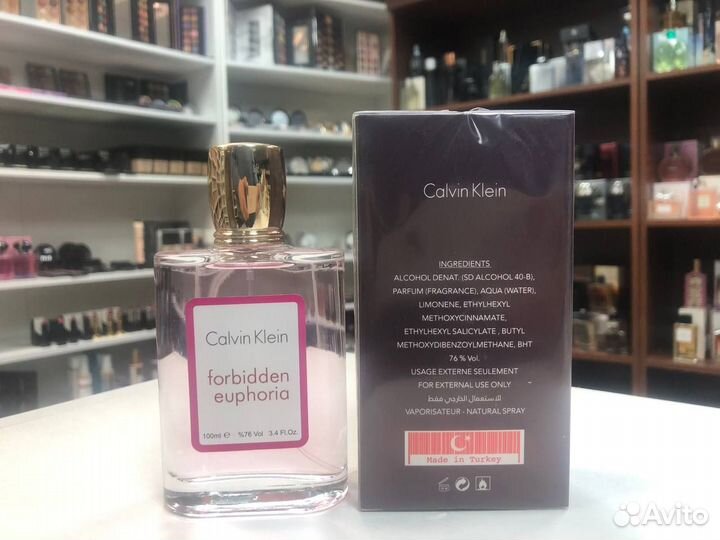 Calvin Klein
forbidden
euphoria
100ml e %76 Vol 3.4 Fl.Oz.
Calvin Klein
INGREDIENTS
ALCOHOL DENAT. (SD ALCOHOL 40-B),
PARFUM (FRAGRANCE), AQUA (WATER),
LIMONENE, ETHYLHEXYL
METHOXYCINNAMATE,
ETHYLHEXYL SALICYLATE , BUTYL
METHOXYDIBENZOYLMETHANE, BHT
76 % Vol.
USAGE EXTERNE SEULEMENT
FOR EXTERNAL USE ONLY
للاستعمال الخارجي فقط
VAPORISATEUR - NATURAL SPRAY
Made in Turkey
Avito